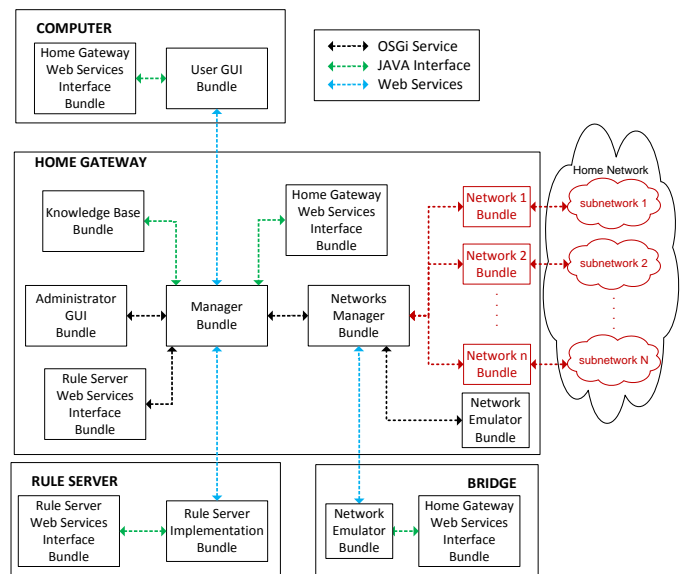 COMPUTER
Home Gateway
Web Services
Interface
Bundle
User GUI
Bundle
OSGi Service
JAVA Interface
Web Services
HOME GATEWAY
Knowledge Base
Bundle
Home Gateway
Web Services
Interface
Bundle
Administrator
GUI
Bundle
Manager
Bundle
Networks
Manager
Bundle
Rule Server
Web Services
Interface
Bundle
Network 1
Bundle
Network 2
Bundle
Network n
Bundle
Network
Emulator
Bundle
Home Network
subnetwork 1
subnetwork 2
subnetwork N
RULE SERVER
Rule Server
Web Services
Interface
Bundle
Rule Server
Implementation
Bundle
BRIDGE
Network
Emulator
Bundle
Home Gateway
Web Services
Interface
Bundle